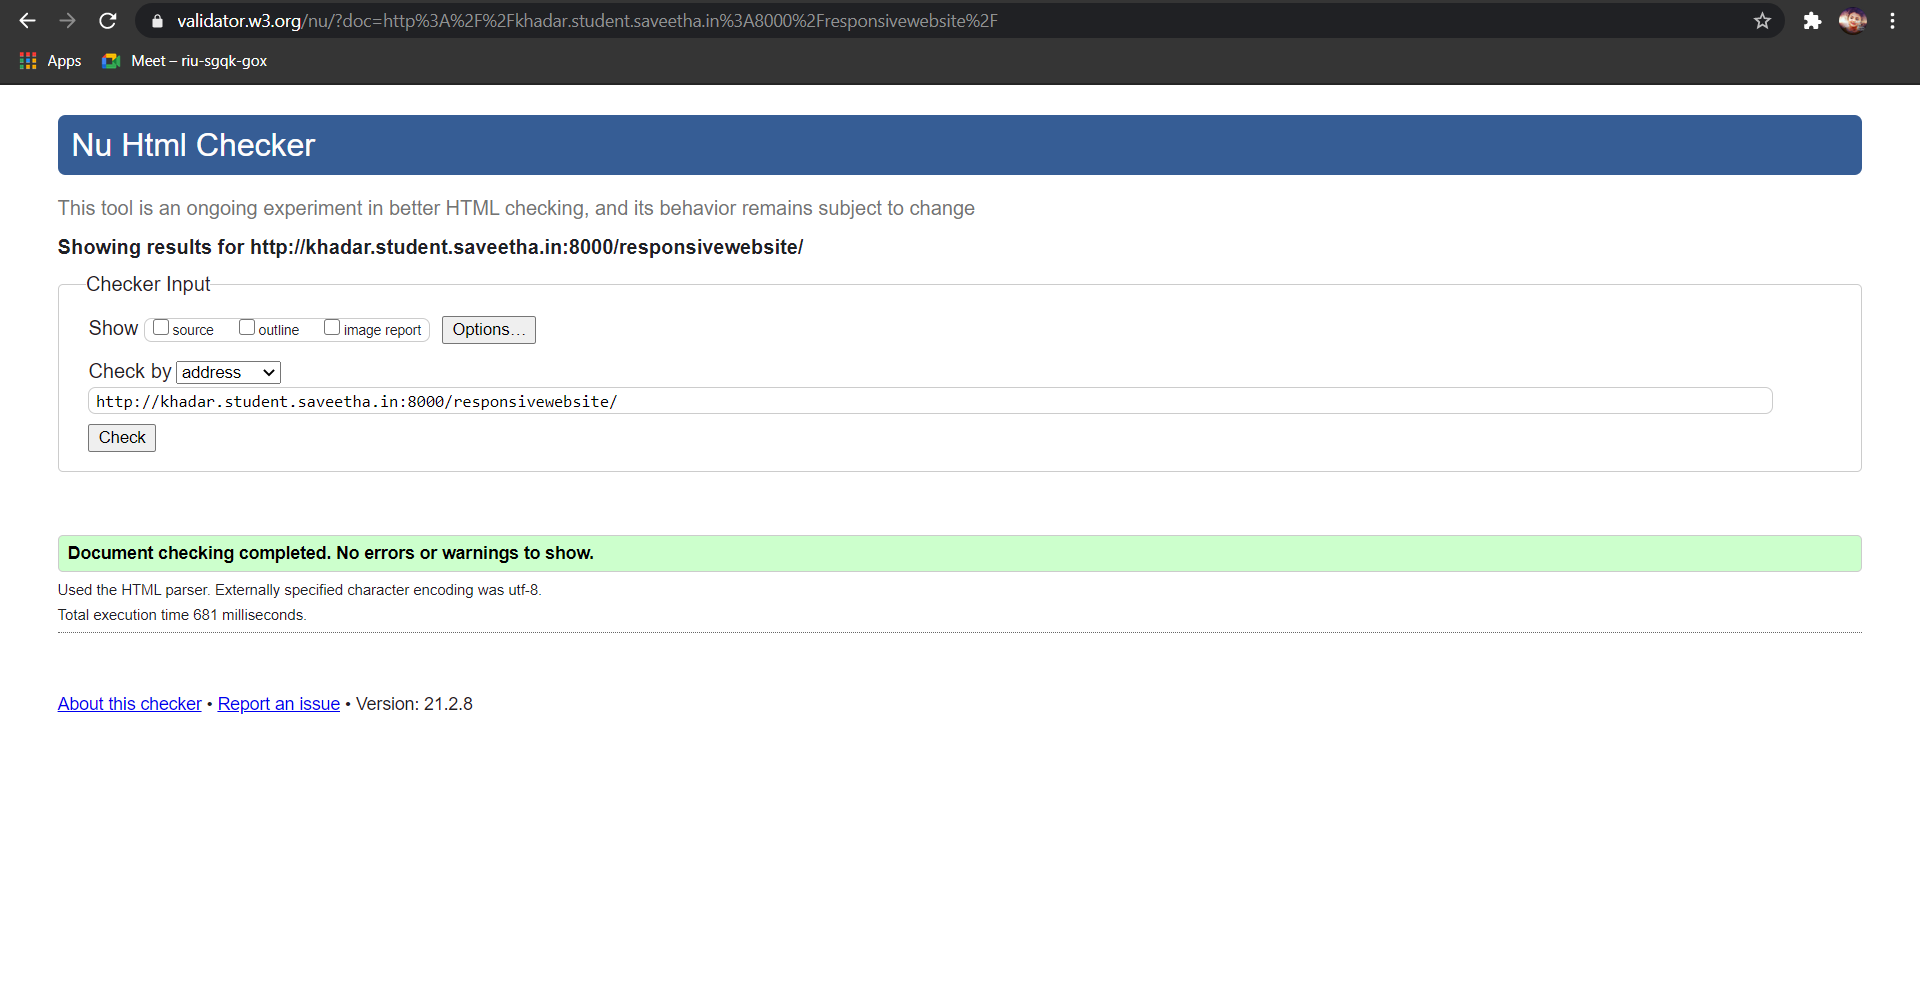 validator.w3.org/nu/?doc=http%3A%2F%2Fkhadar.student.saveetha.in%3A8000%2Fresponsivewebsite%2F
Apps Meet – riu-sgqk-gox
Nu Html Checker
This tool is an ongoing experiment in better HTML checking, and its behavior remains subject to change
Showing results for http://khadar.student.saveetha.in:8000/responsivewebsite/
Checker Input
Show source outline image report Options...
Check by address
http://khadar.student.saveetha.in:8000/responsivewebsite/
Check
Document checking completed. No errors or warnings to show.
Used the HTML parser. Externally specified character encoding was utf-8.
Total execution time 681 milliseconds.
About this checker • Report an issue • Version: 21.2.8